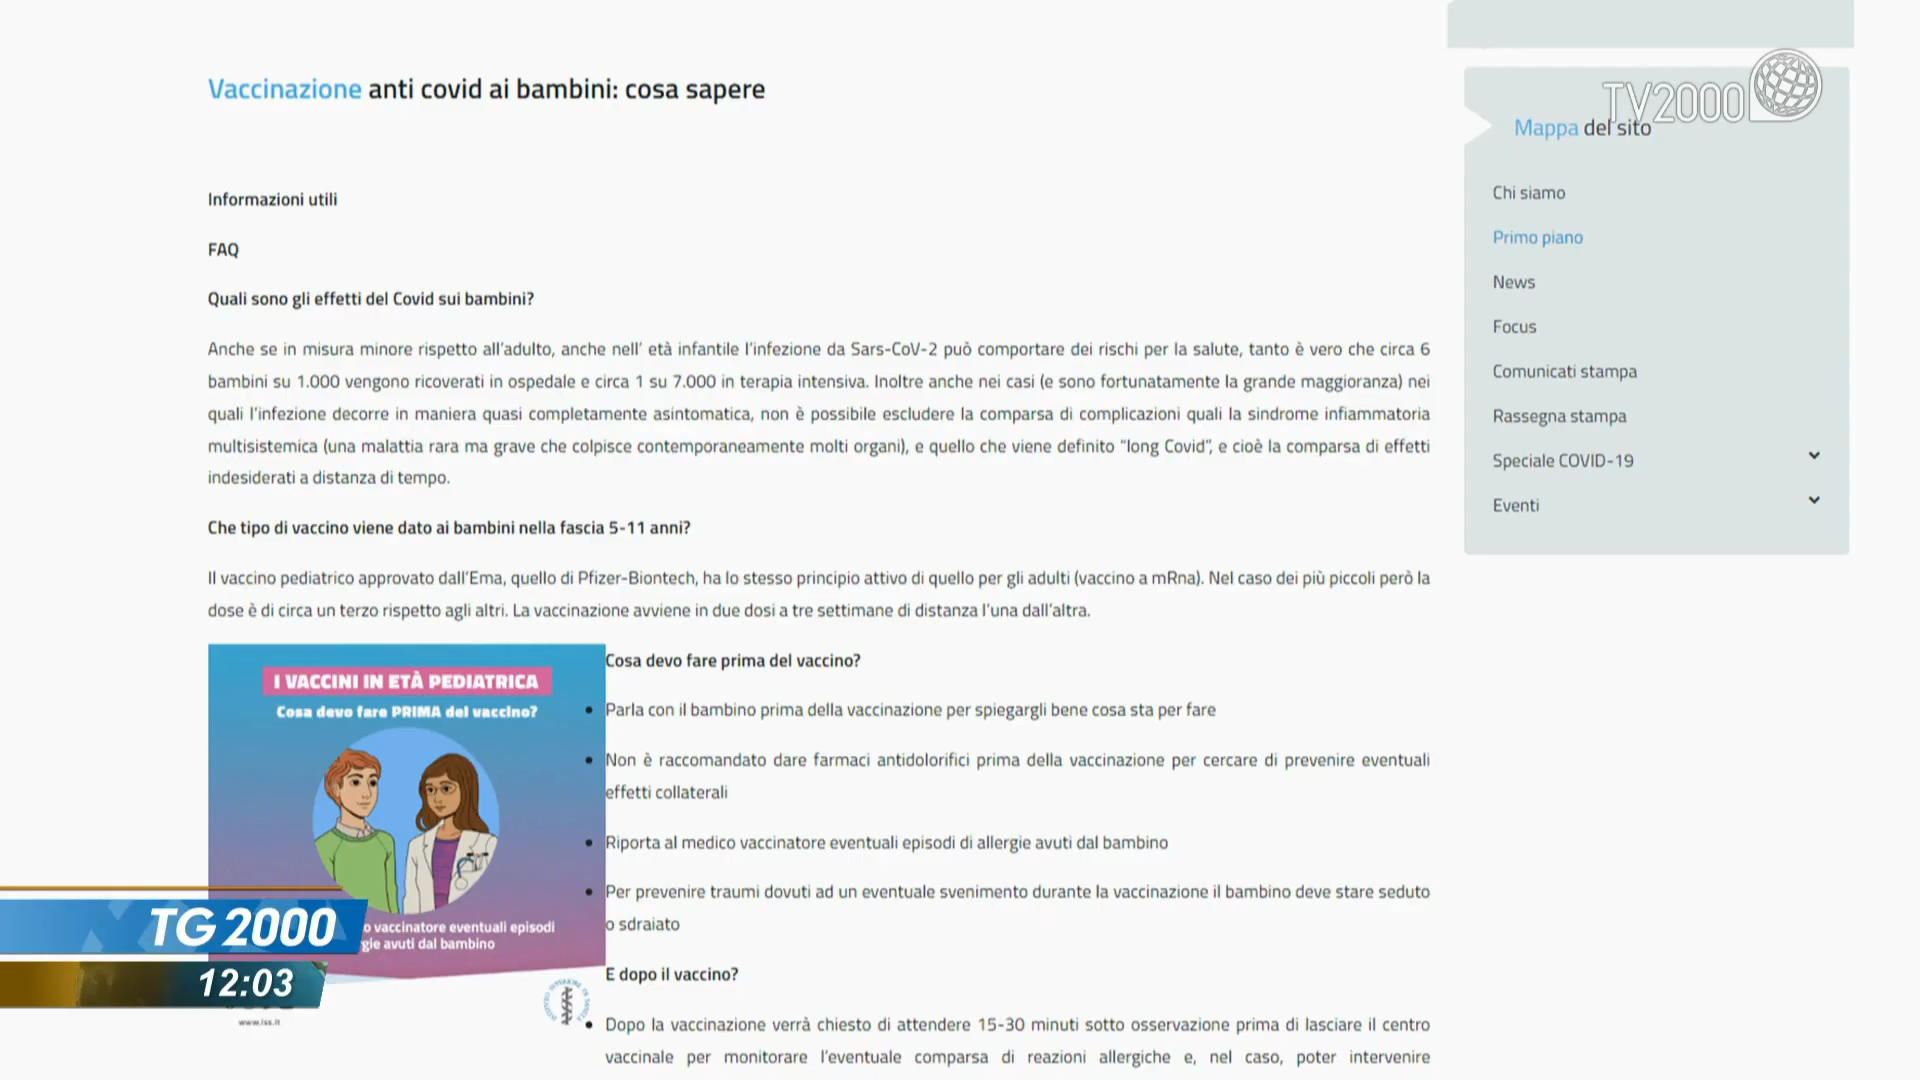 Vaccinazione anti covid ai bambini: cosa sapere
Informazioni utili
FAQ
Quali sono gli effetti del Covid sui bambini?
Anche se in misura minore rispetto all'adulto, anche nell' età infantile l'infezione da Sars-CoV-2 può comportare dei rischi per la salute, tanto è vero che circa 6
bambini su 1.000 vengono ricoverati in ospedale e circa 1 su 7.000 in terapia intensiva. Inoltre anche nei casi (e sono fortunatamente la grande maggioranza) nei
quali l'infezione decorre in maniera quasi completamente asintomatica, non è possibile escludere la comparsa di complicazioni quali la sindrome infiammatoria
multisistemica (una malattia rara ma grave che colpisce contemporaneamente molti organi), e quello che viene definito “long Covid”, e cioè la comparsa di effetti
indesiderati a distanza di tempo.
Che tipo di vaccino viene dato ai bambini nella fascia 5-11 anni?
Il vaccino pediatrico approvato dall'Ema, quello di Pfizer-Biontech, ha lo stesso principio attivo di quello per gli adulti (vaccino a mRna). Nel caso dei più piccoli però la
dose è di circa un terzo rispetto agli altri. La vaccinazione avviene in due dosi a tre settimane di distanza l'una dall'altra.
I VACCINI IN ETÀ PEDIATRICA
Cosa devo fare PRIMA del vaccino?
o vaccinatore eventuali episodi
gie avuti dal bambino
www.iss.it
Cosa devo fare prima del vaccino?
• Parla con il bambino prima della vaccinazione per spiegargli bene cosa sta per fare
• Non è raccomandato dare farmaci antidolorifici prima della vaccinazione per cercare di prevenire eventuali
effetti collaterali
• Riporta al medico vaccinatore eventuali episodi di allergie avuti dal bambino
• Per prevenire traumi dovuti ad un eventuale svenimento durante la vaccinazione il bambino deve stare seduto
o sdraiato
E dopo il vaccino?
• Dopo la vaccinazione verrà chiesto di attendere 15-30 minuti sotto osservazione prima di lasciare il centro
vaccinale per monitorare l'eventuale comparsa di reazioni allergiche e, nel caso, poter intervenire
TV2000
Mappa del sito
Chi siamo
Primo piano
News
Focus
Comunicati stampa
Rassegna stampa
Speciale COVID-19
Eventi
TG 2000
12:03